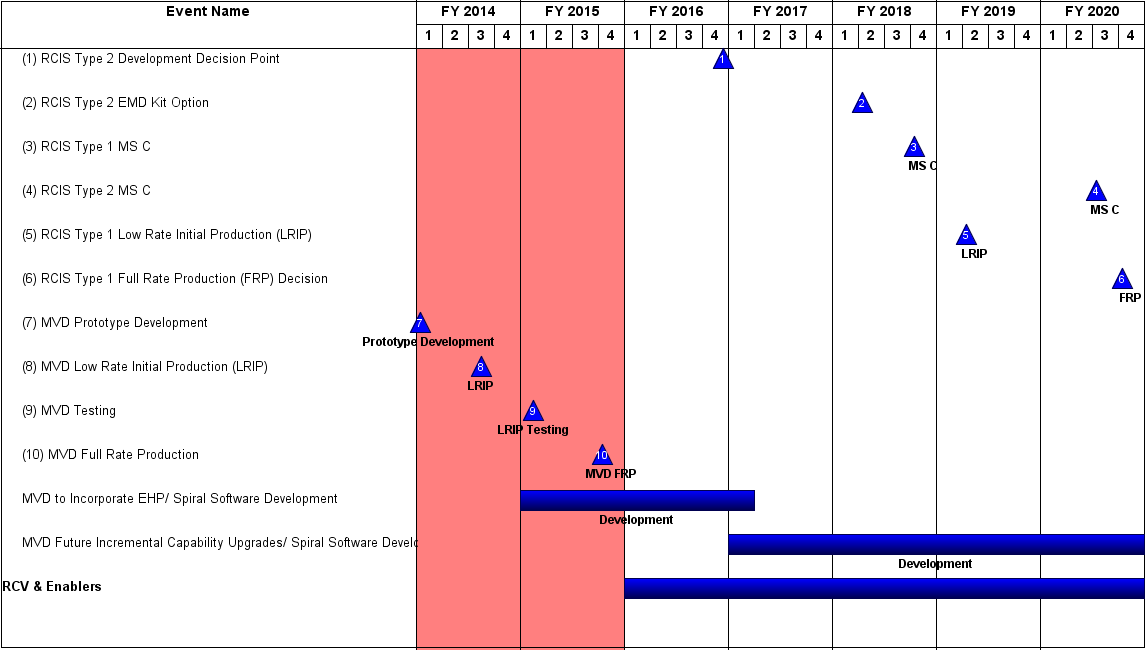 Event Name FY 2014 FY 2015 FY 2016 FY 2017 FY 2018 FY 2019 FY 2020
1 2 3 4 1 2 3 4 1 2 3 4 1 2 3 4 1 2 3 4 1 2 3 4 1 2 3 4
(1) RCIS Type 2 Development Decision Point 1
(2) RCIS Type 2 EMD Kit Option 2
(3) RCIS Type 1 MS C 3
MS C
(4) RCIS Type 2 MS C 4
MS C
(5) RCIS Type 1 Low Rate Initial Production (LRIP) 5
LRIP
(6) RCIS Type 1 Full Rate Production (FRP) Decision 6
FRP
(7) MVD Prototype Development 7
Prototype Development
(8) MVD Low Rate Initial Production (LRIP) 8
LRIP
(9) MVD Testing 9
LRIP Testing
(10) MVD Full Rate Production 10
MVD FRP
MVD to Incorporate EHP/ Spiral Software Development
Development
MVD Future Incremental Capability Upgrades/ Spiral Software Develo
Development
RCV & Enablers